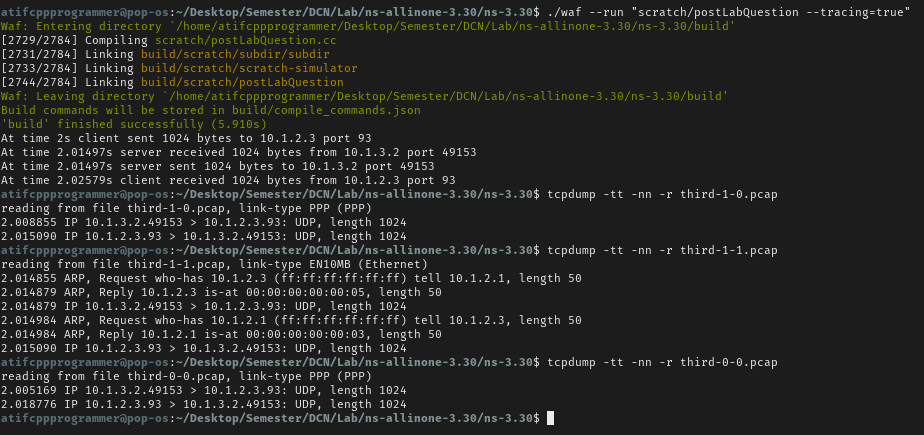 atifcppprogrammer@pop-os:~/Desktop/Semester/DCN/Lab/ns-allinone-3.30/ns-3.30$ ./waf --run "scratch/postLabQuestion --tracing=true"
Waf: Entering directory `/home/atifcppprogrammer/Desktop/Semester/DCN/Lab/ns-allinone-3.30/ns-3.30/build'
[2729/2784] Compiling scratch/postLabQuestion.cc
[2731/2784] Linking build/scratch/subdir/subdir
[2733/2784] Linking build/scratch/scratch-simulator
[2744/2784] Linking build/scratch/postLabQuestion
Waf: Leaving directory `/home/atifcppprogrammer/Desktop/Semester/DCN/Lab/ns-allinone-3.30/ns-3.30/build'
Build commands will be stored in build/compile_commands.json
'build' finished successfully (5.910s)
At time 2s client sent 1024 bytes to 10.1.2.3 port 93
At time 2.01497s server received 1024 bytes from 10.1.3.2 port 49153
At time 2.01497s server sent 1024 bytes to 10.1.3.2 port 49153
At time 2.02579s client received 1024 bytes from 10.1.2.3 port 93
atifcppprogrammer@pop-os:~/Desktop/Semester/DCN/Lab/ns-allinone-3.30/ns-3.30$ tcpdump -tt -nn -r third-1-0.pcap
reading from file third-1-0.pcap, link-type PPP (PPP)
2.008855 IP 10.1.3.2.49153 > 10.1.2.3.93: UDP, length 1024
2.015090 IP 10.1.2.3.93 > 10.1.3.2.49153: UDP, length 1024
atifcppprogrammer@pop-os:~/Desktop/Semester/DCN/Lab/ns-allinone-3.30/ns-3.30$ tcpdump -tt -nn -r third-1-1.pcap
reading from file third-1-1.pcap, link-type EN10MB (Ethernet)
2.014855 ARP, Request who-has 10.1.2.3 (ff:ff:ff:ff:ff:ff) tell 10.1.2.1, length 50
2.014879 ARP, Reply 10.1.2.3 is-at 00:00:00:00:00:05, length 50
2.014879 IP 10.1.3.2.49153 > 10.1.2.3.93: UDP, length 1024
2.014984 ARP, Request who-has 10.1.2.1 (ff:ff:ff:ff:ff:ff) tell 10.1.2.3, length 50
2.014984 ARP, Reply 10.1.2.1 is-at 00:00:00:00:00:03, length 50
2.015090 IP 10.1.2.3.93 > 10.1.3.2.49153: UDP, length 1024
atifcppprogrammer@pop-os:~/Desktop/Semester/DCN/Lab/ns-allinone-3.30/ns-3.30$ tcpdump -tt -nn -r third-0-0.pcap
reading from file third-0-0.pcap, link-type PPP (PPP)
2.005169 IP 10.1.3.2.49153 > 10.1.2.3.93: UDP, length 1024
2.018776 IP 10.1.2.3.93 > 10.1.3.2.49153: UDP, length 1024
atifcppprogrammer@pop-os:~/Desktop/Semester/DCN/Lab/ns-allinone-3.30/ns-3.30$